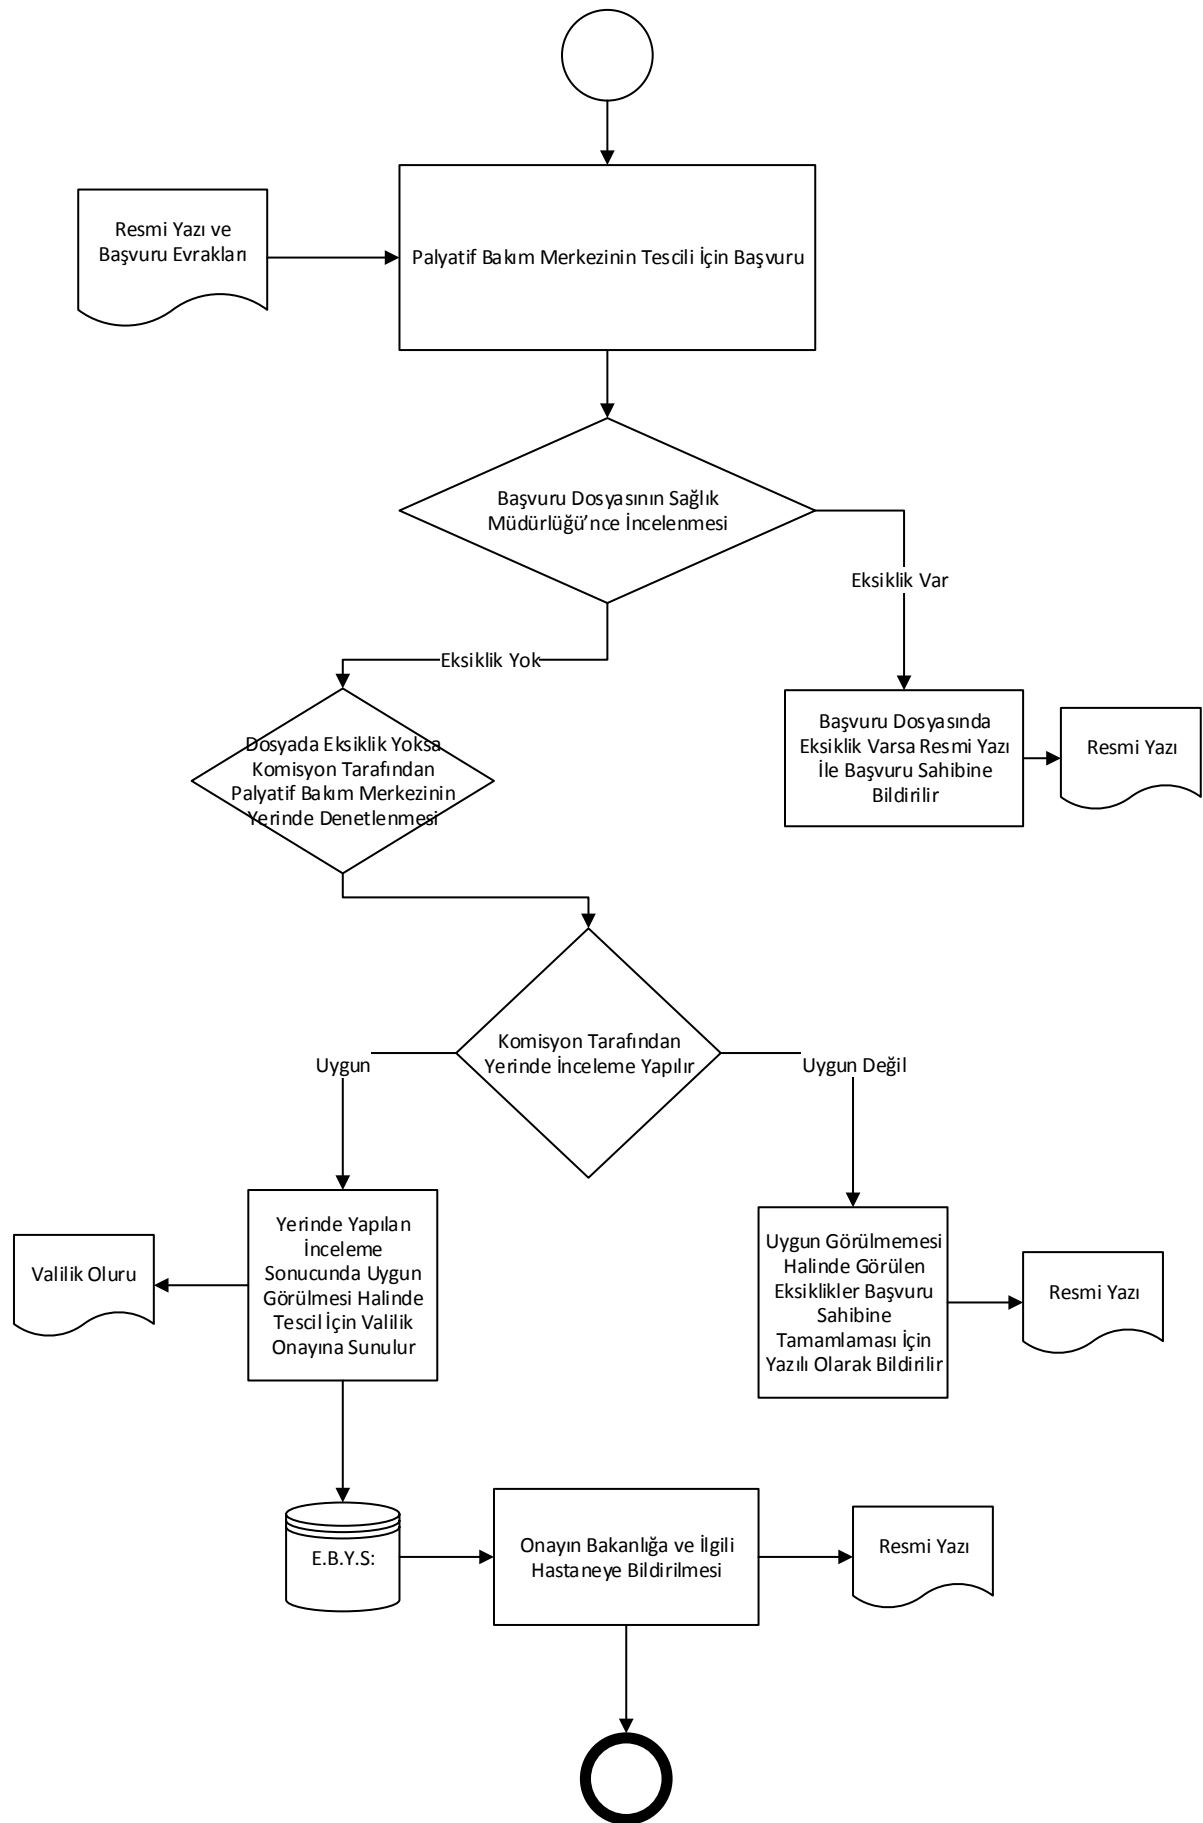 Resmi Yazı ve
Başvuru Evrakları
Palyatif Bakım Merkezinin Tescili İçin Başvuru
Başvuru Dosyasının Sağlık
Müdürlüğü’nce İncelenmesi
Eksiklik Var
Eksiklik Yok
Dosyada Eksiklik Yoksa
Komisyon Tarafından
Palyatif Bakım Merkezinin
Yerinde Denetlenmesi
Başvuru Dosyasında
Eksiklik Varsa Resmi Yazı
İle Başvuru Sahibine
Bildirilir
Resmi Yazı
Komisyon Tarafından
Yerinde İnceleme Yapılır
Uygun
Uygun Değil
Valilik Oluru
Yerinde Yapılan
İnceleme
Sonucunda Uygun
Görülmesi Halinde
Tescil İçin Valilik
Onayına Sunulur
Uygun Görülmemesi
Halinde Görülen
Eksiklikler Başvuru
Sahibine
Tamamlaması İçin
Yazılı Olarak Bildirilir
Resmi Yazı
E.B.Y.S:
Onayın Bakanlığa ve İlgili
Hastaneye Bildirilmesi
Resmi Yazı